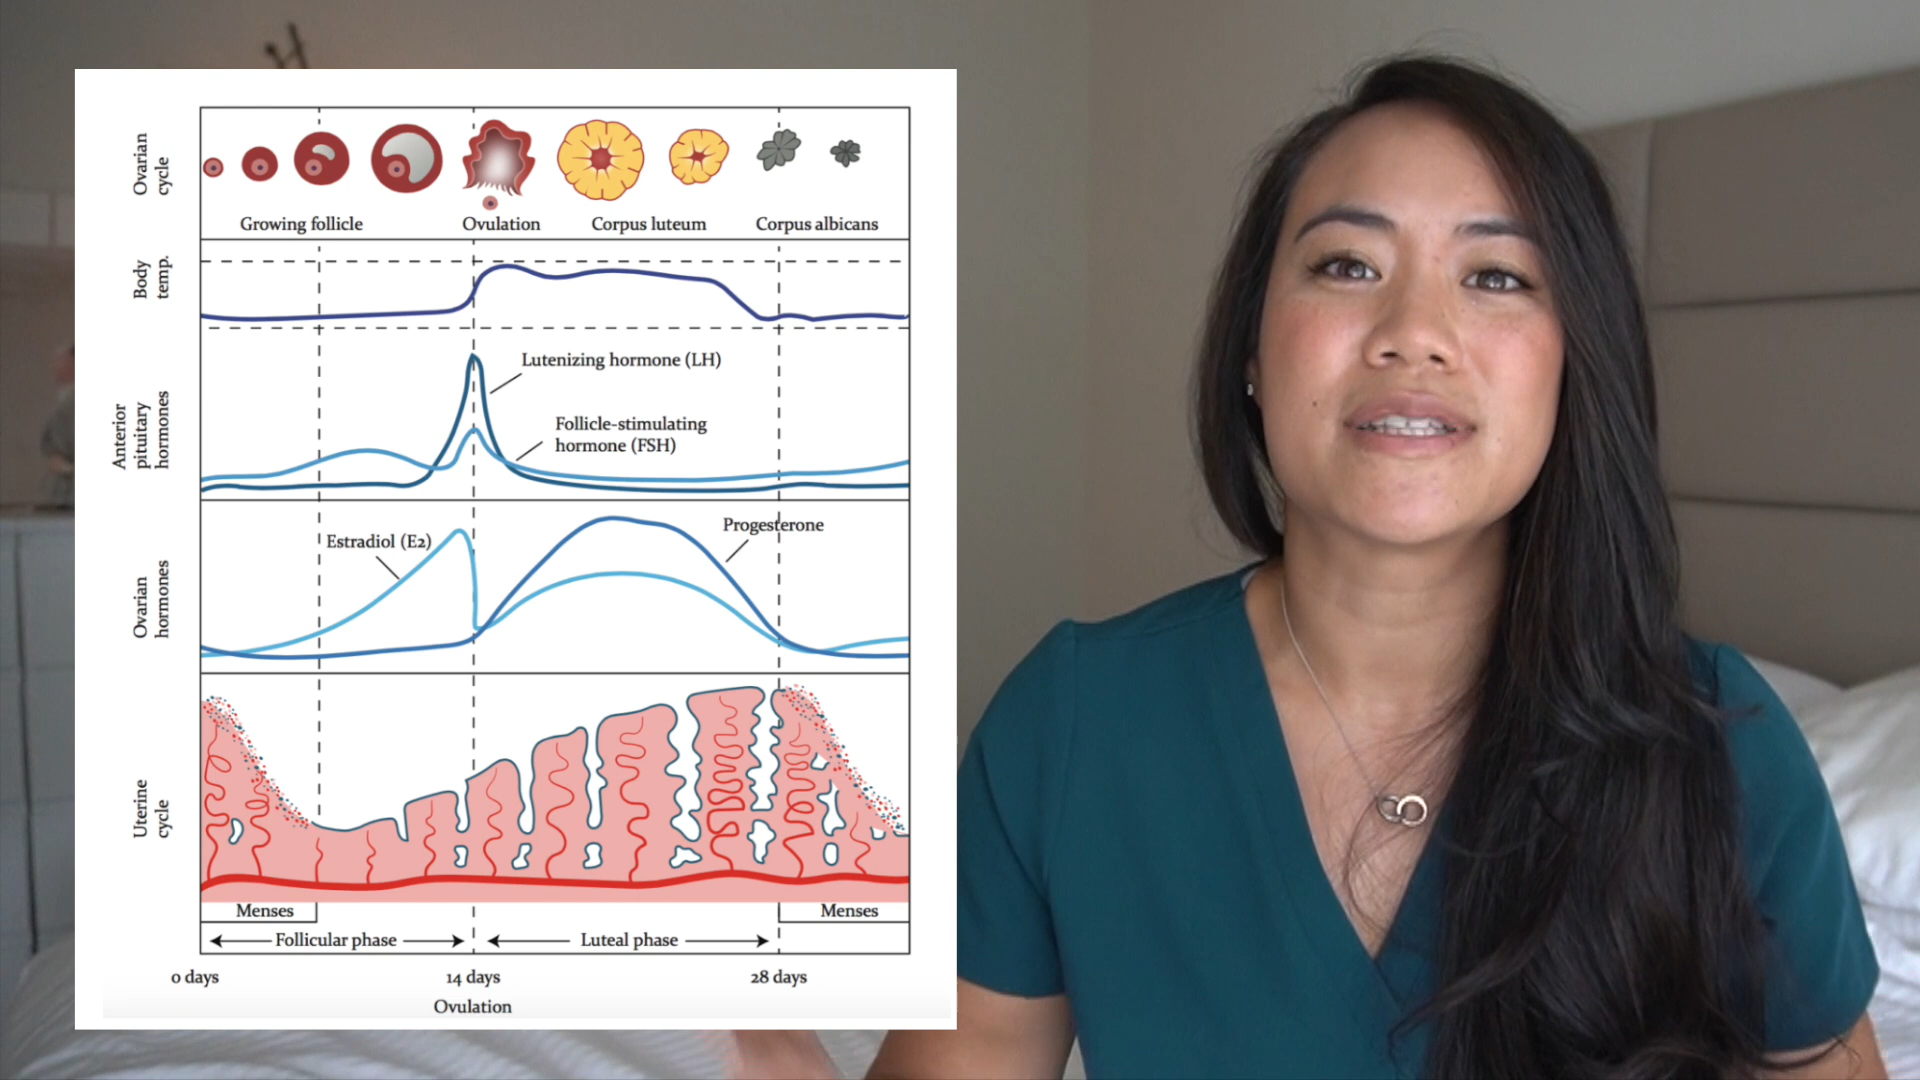 Ovarian
cycle
Growing follicle
Ovulation
Corpus luteum
Corpus albicans
Body
temp.
Anterior
pituitary
hormones
Lutenizing hormone (LH)
Follicle-stimulating
hormone (FSH)
Ovarian
hormones
Estradiol (E2)
Progesterone
Uterine
cycle
Menses
Menses
Follicular phase
Luteal phase
0 days
14 days
28 days
Ovulation